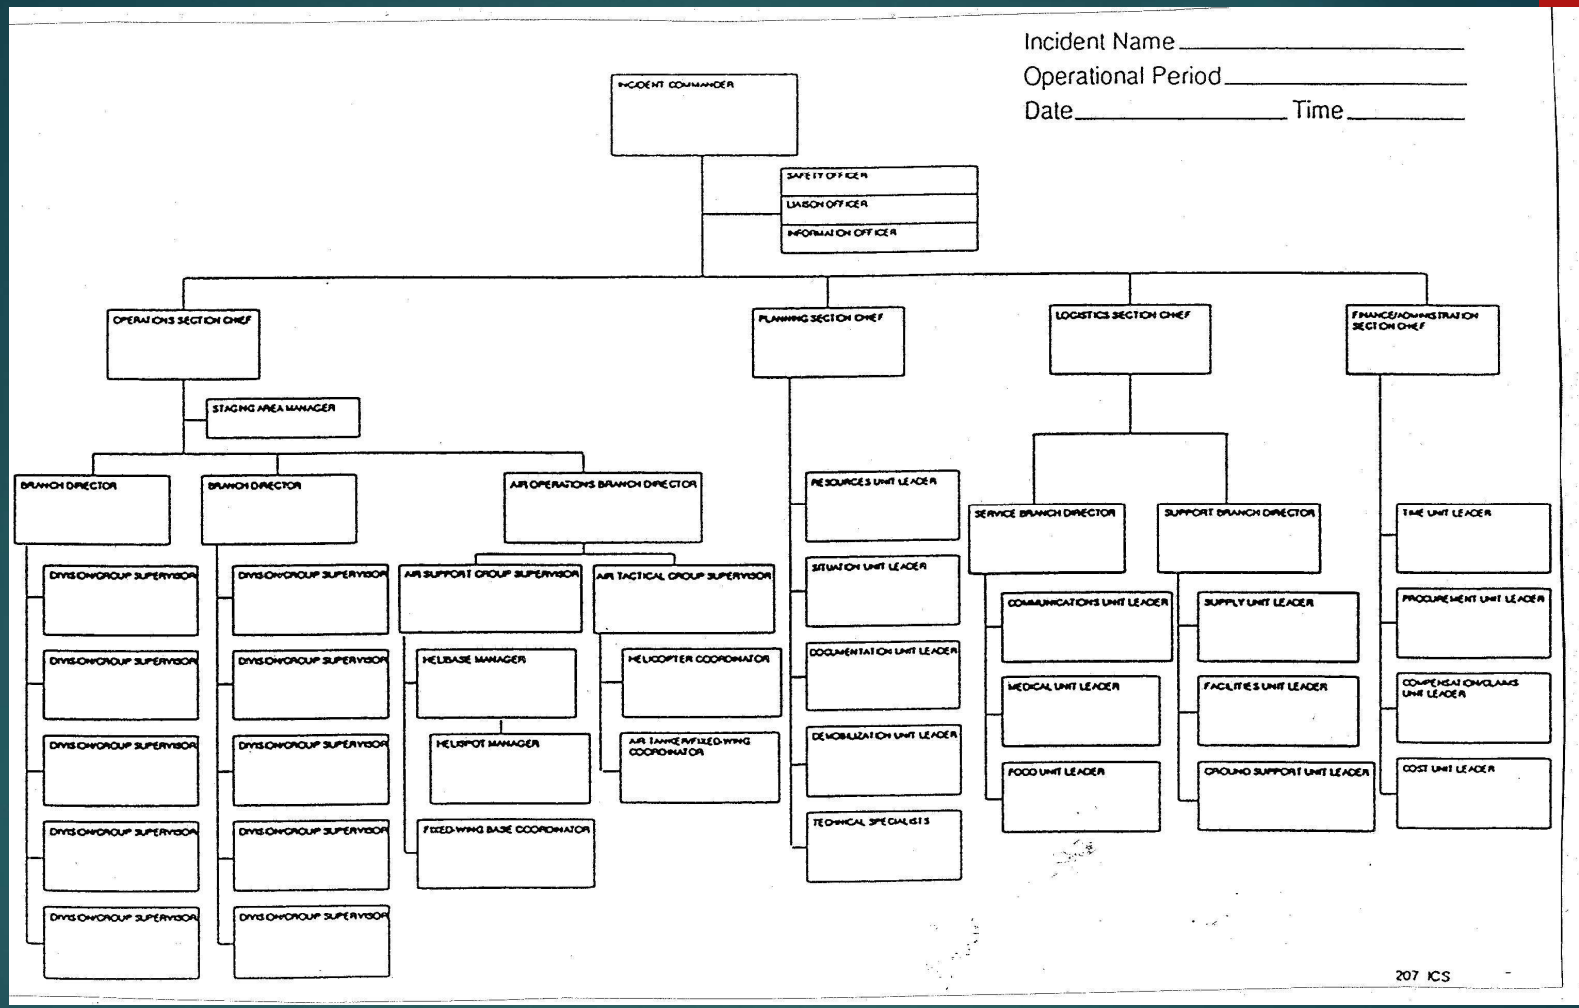 Incident Name
Operational Period
Date Time
INCIDENT COMMANDER
SAFETY OFFICER
LIAISON OFFICER
INFORMATION OFFICER
OPERATIONS SECTION CHIEF
PLANNING SECTION CHIEF
LOGISTICS SECTION CHIEF
FINANCE/ADMINISTRATION
SECTION CHIEF
STAGING AREA MANAGER
BRANCH DIRECTOR
BRANCH DIRECTOR
AIR OPERATIONS BRANCH DIRECTOR
DIVISION/GROUP SUPERVISOR
DIVISION/GROUP SUPERVISOR
DIVISION/GROUP SUPERVISOR
DIVISION/GROUP SUPERVISOR
DIVISION/GROUP SUPERVISOR
DIVISION/GROUP SUPERVISOR
DIVISION/GROUP SUPERVISOR
DIVISION/GROUP SUPERVISOR
DIVISION/GROUP SUPERVISOR
DIVISION/GROUP SUPERVISOR
AIR SUPPORT GROUP SUPERVISOR
HELIBASE MANAGER
HELISPOT MANAGER
FIXED-WING BASE COORDINATOR
AIR TACTICAL GROUP SUPERVISOR
HELICOPTER COORDINATOR
AIR TANKER/FIXED-WING
COORDINATOR
RESOURCES UNIT LEADER
SITUATION UNIT LEADER
DOCUMENTATION UNIT LEADER
DEMOBILIZATION UNIT LEADER
TECHNICAL SPECIALISTS
SERVICE BRANCH DIRECTOR
COMMUNICATIONS UNIT LEADER
MEDICAL UNIT LEADER
FOOD UNIT LEADER
SUPPORT BRANCH DIRECTOR
SUPPLY UNIT LEADER
FACILITIES UNIT LEADER
GROUND SUPPORT UNIT LEADER
TIME UNIT LEADER
PROCUREMENT UNIT LEADER
COMPENSATION/CLAIMS
UNIT LEADER
COST UNIT LEADER
207 ICS